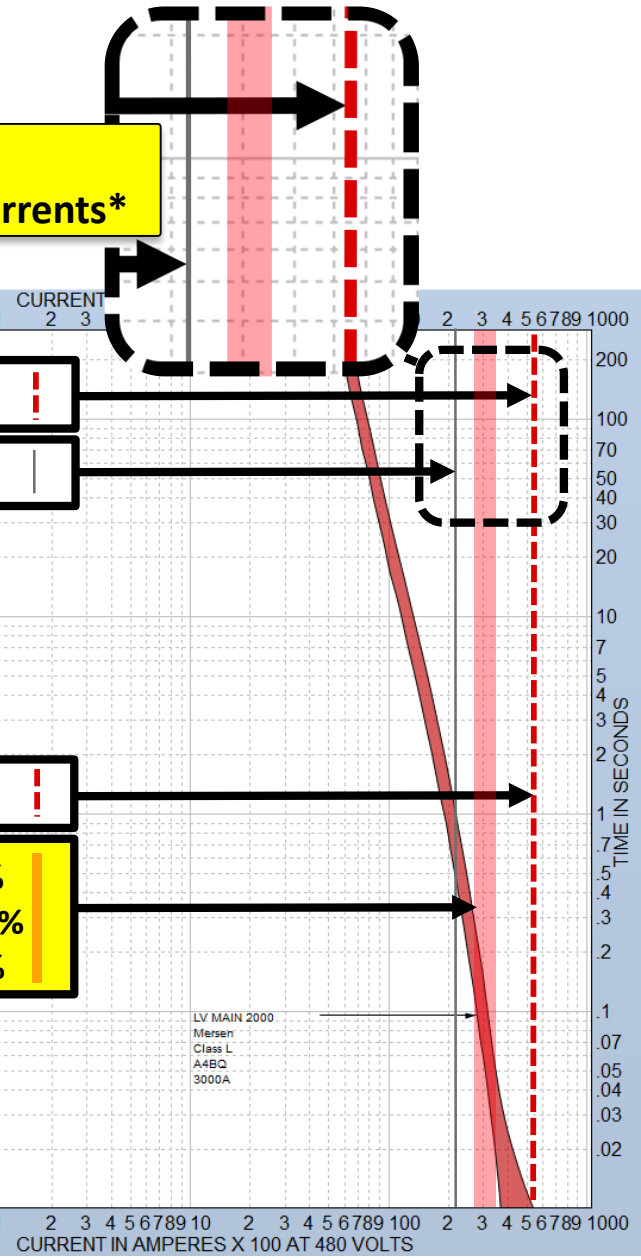 rrents*
CURRENT
2 3 2 3 4 5 6 7 8 9 1000
200
100
70
50
40
30
20
10
7
5
4
3
2
1
.7
.5
.4
.3
.2
.1
.07
.05
.04
.03
.02
TIME IN SECONDS
%
%
%
LV MAIN 2000
Mersen
Class L
A4BQ
3000A
2 3 4 5 6 7 8 9 10 2 3 4 5 6 7 8 9 100 2 3 4 5 6 7 8 9 1000
CURRENT IN AMPERES X 100 AT 480 VOLTS